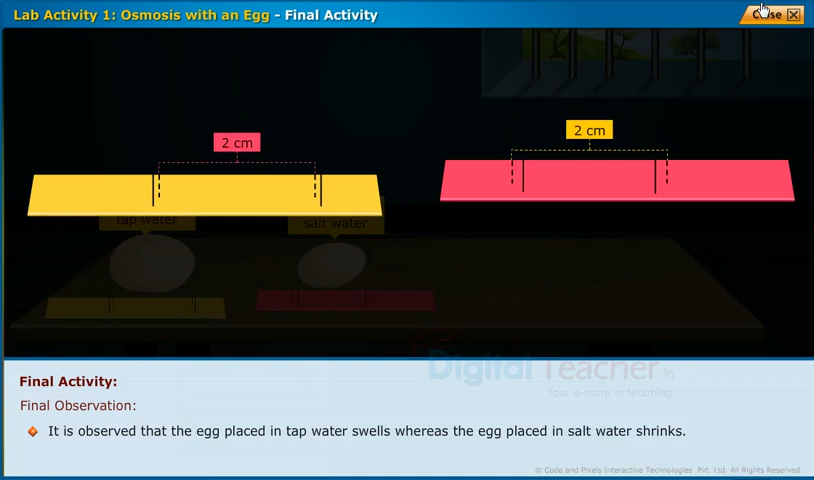 Lab Activity 1: Osmosis with an Egg - Final Activity
Close
2 cm
2 cm
tap water
salt water
Digital Teacher.in
Your e-mate in teaching
Final Activity:
Final Observation:
It is observed that the egg placed in tap water swells whereas the egg placed in salt water shrinks.
© Code and Pixels Interactive Technologies. Pvt. Ltd. All Rights Reserved.